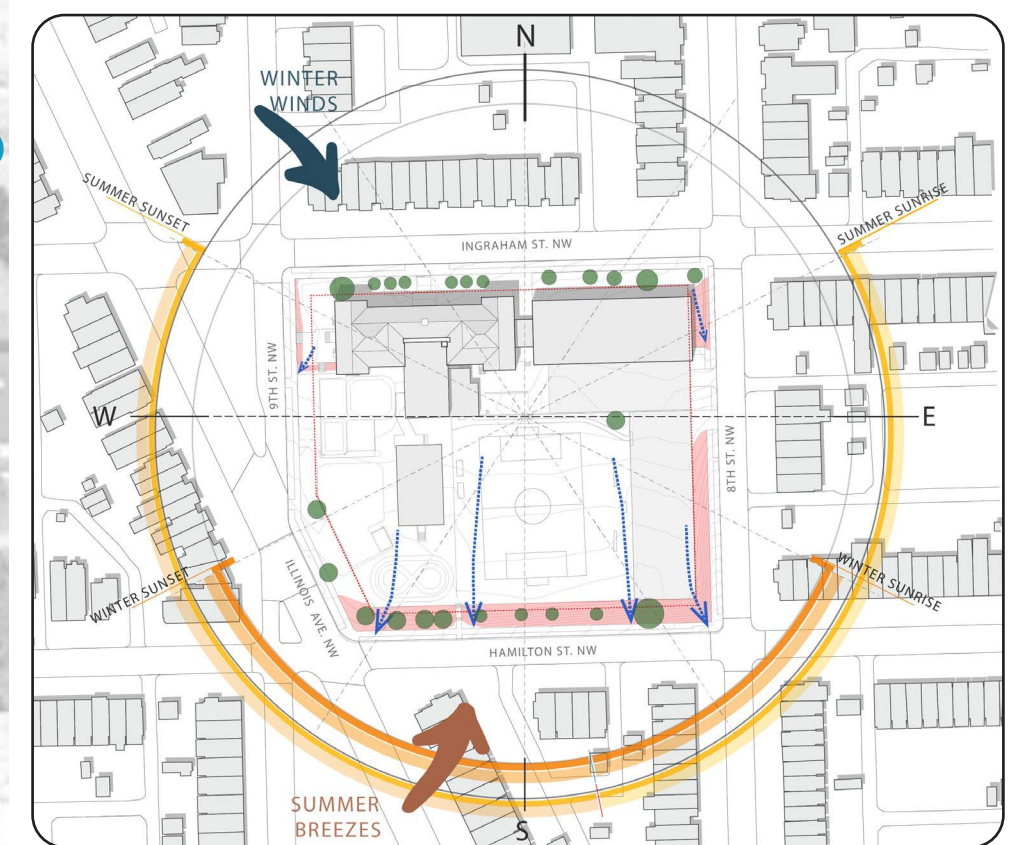 N
WINTER
WINDS
SUMMER SUNSET
SUMMER SUNRISE
INGRAHAM ST. NW
9TH ST. NW
W
E
8TH ST. NW
WINTER SUNSET
WINTER SUNRISE
ILLINOIS AVE. NW
HAMILTON ST. NW
SUMMER
BREEZES
S